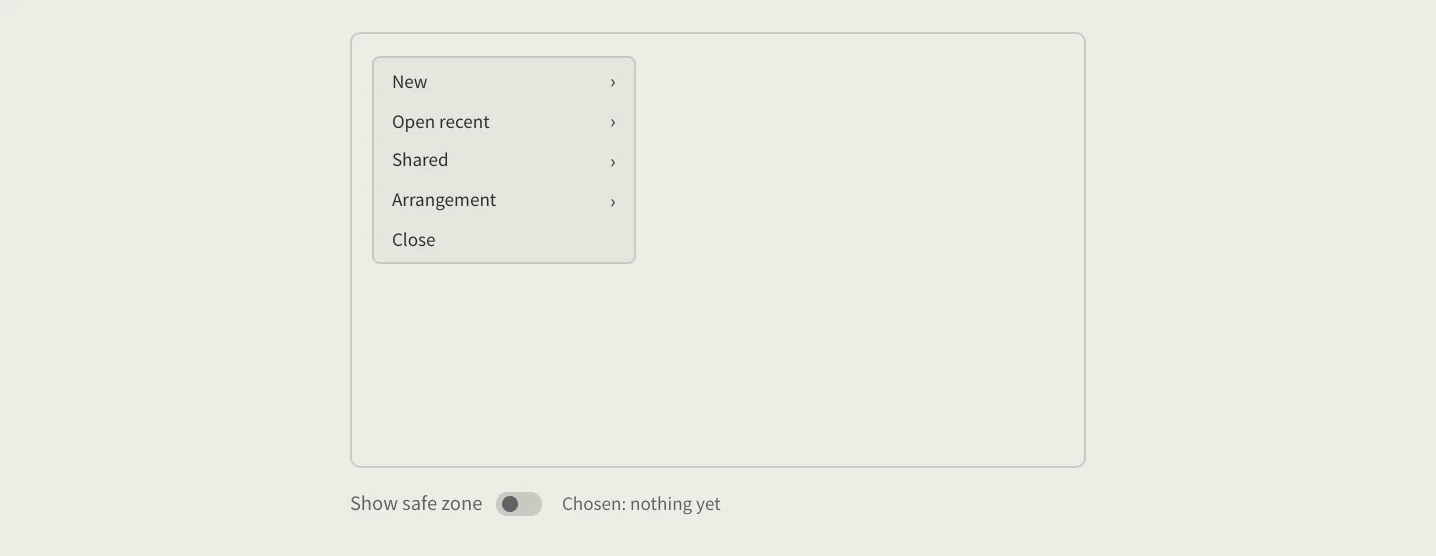 New ›
Open recent ›
Shared ›
Arrangement ›
Close
Show safe zone
Chosen: nothing yet